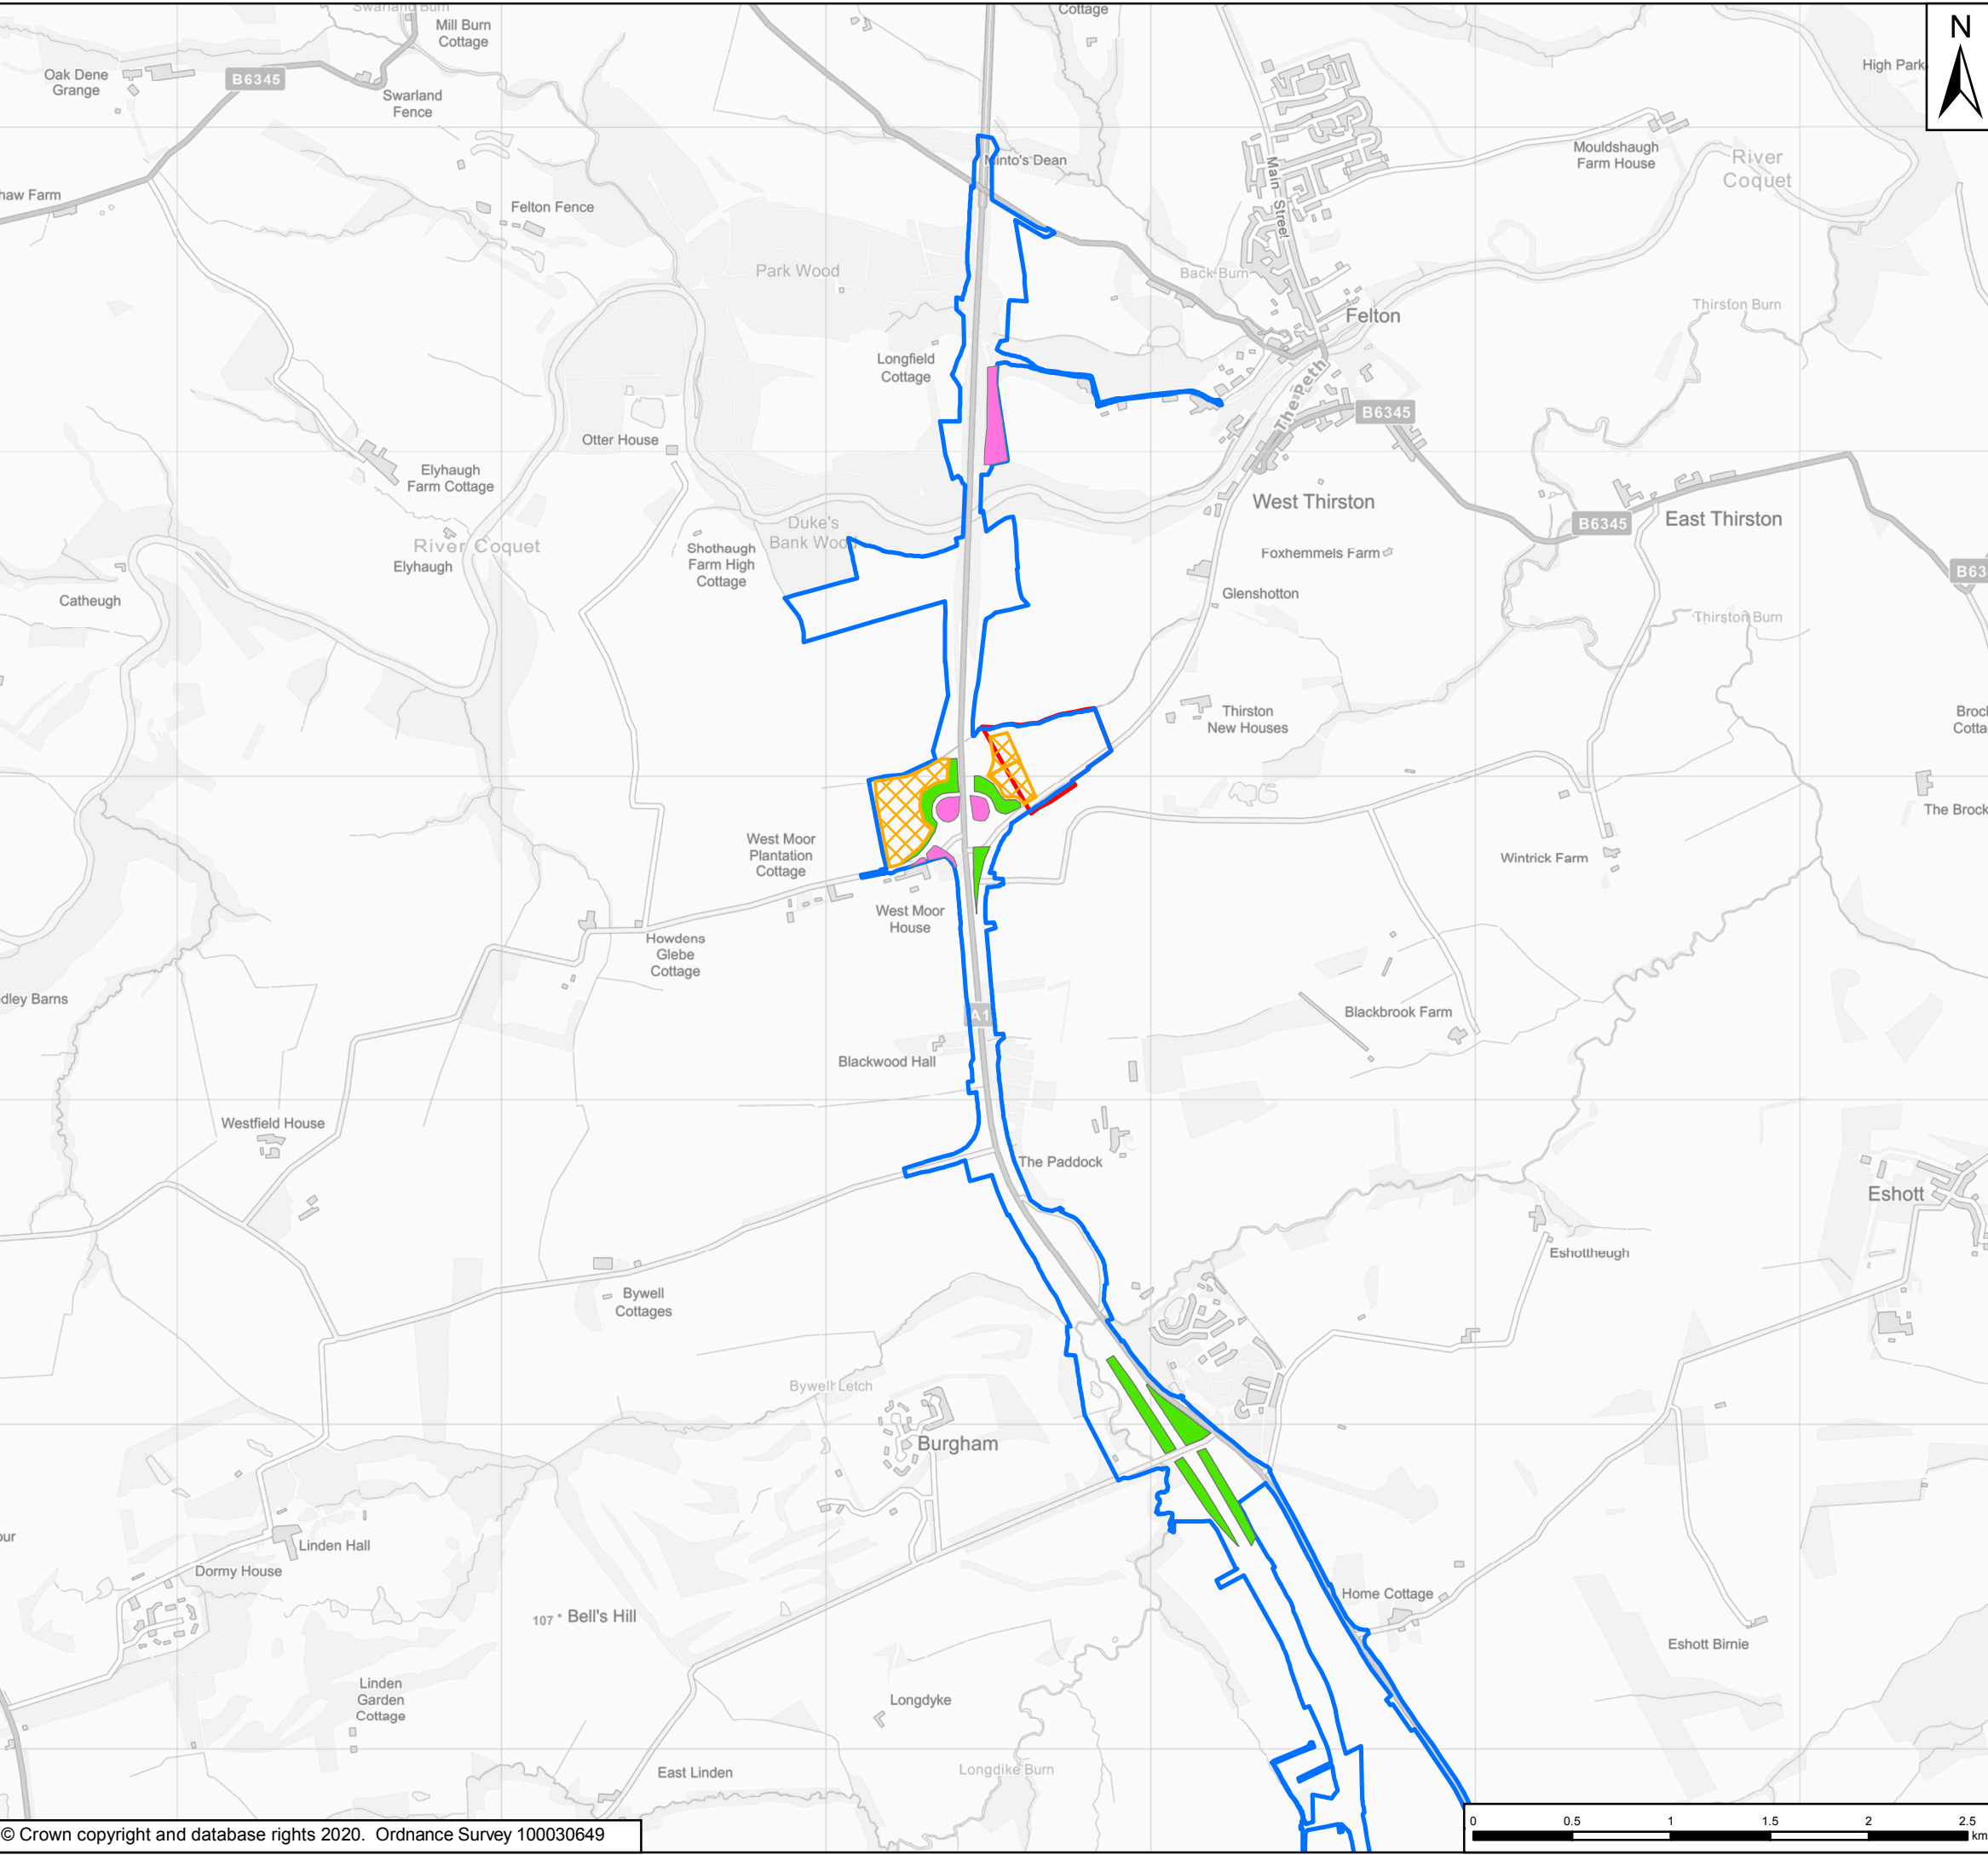 Swarland Burn
Mill Burn
Cottage
Cottage
N
Oak Dene
Grange
B6345
Swarland
Fence
High Park
Minto's Dean
Mouldshaugh
Farm House
River
Coquet
haw Farm
Felton Fence
Main Street
Park Wood
Back Burn
Thirston Burn
Felton
Longfield
Cottage
The Peth
B6345
Otter House
Elyhaugh
Farm Cottage
West Thirston
East Thirston
B6345
Duke's
Bank Wood
River Coquet
Elyhaugh
Shothaugh
Farm High
Cottage
Foxhemmels Farm
B63
Catheugh
Glenshotton
Thirston Burn
Thirston
New Houses
Broc
Cotta
The Brock
West Moor
Plantation
Cottage
Wintrick Farm
West Moor
House
Howdens
Glebe
Cottage
dley Barns
A1
Blackbrook Farm
Blackwood Hall
Westfield House
The Paddock
Eshott
Eshottheugh
Bywell
Cottages
Bywell Letch
Burgham
Linden Hall
our
Dormy House
Home Cottage
107
Bell's Hill
Eshott Birnie
Linden
Garden
Cottage
Longdyke
East Linden
Longdike Burn
© Crown copyright and database rights 2020. Ordnance Survey 100030649
0 0.5 1 1.5 2 2.5
km